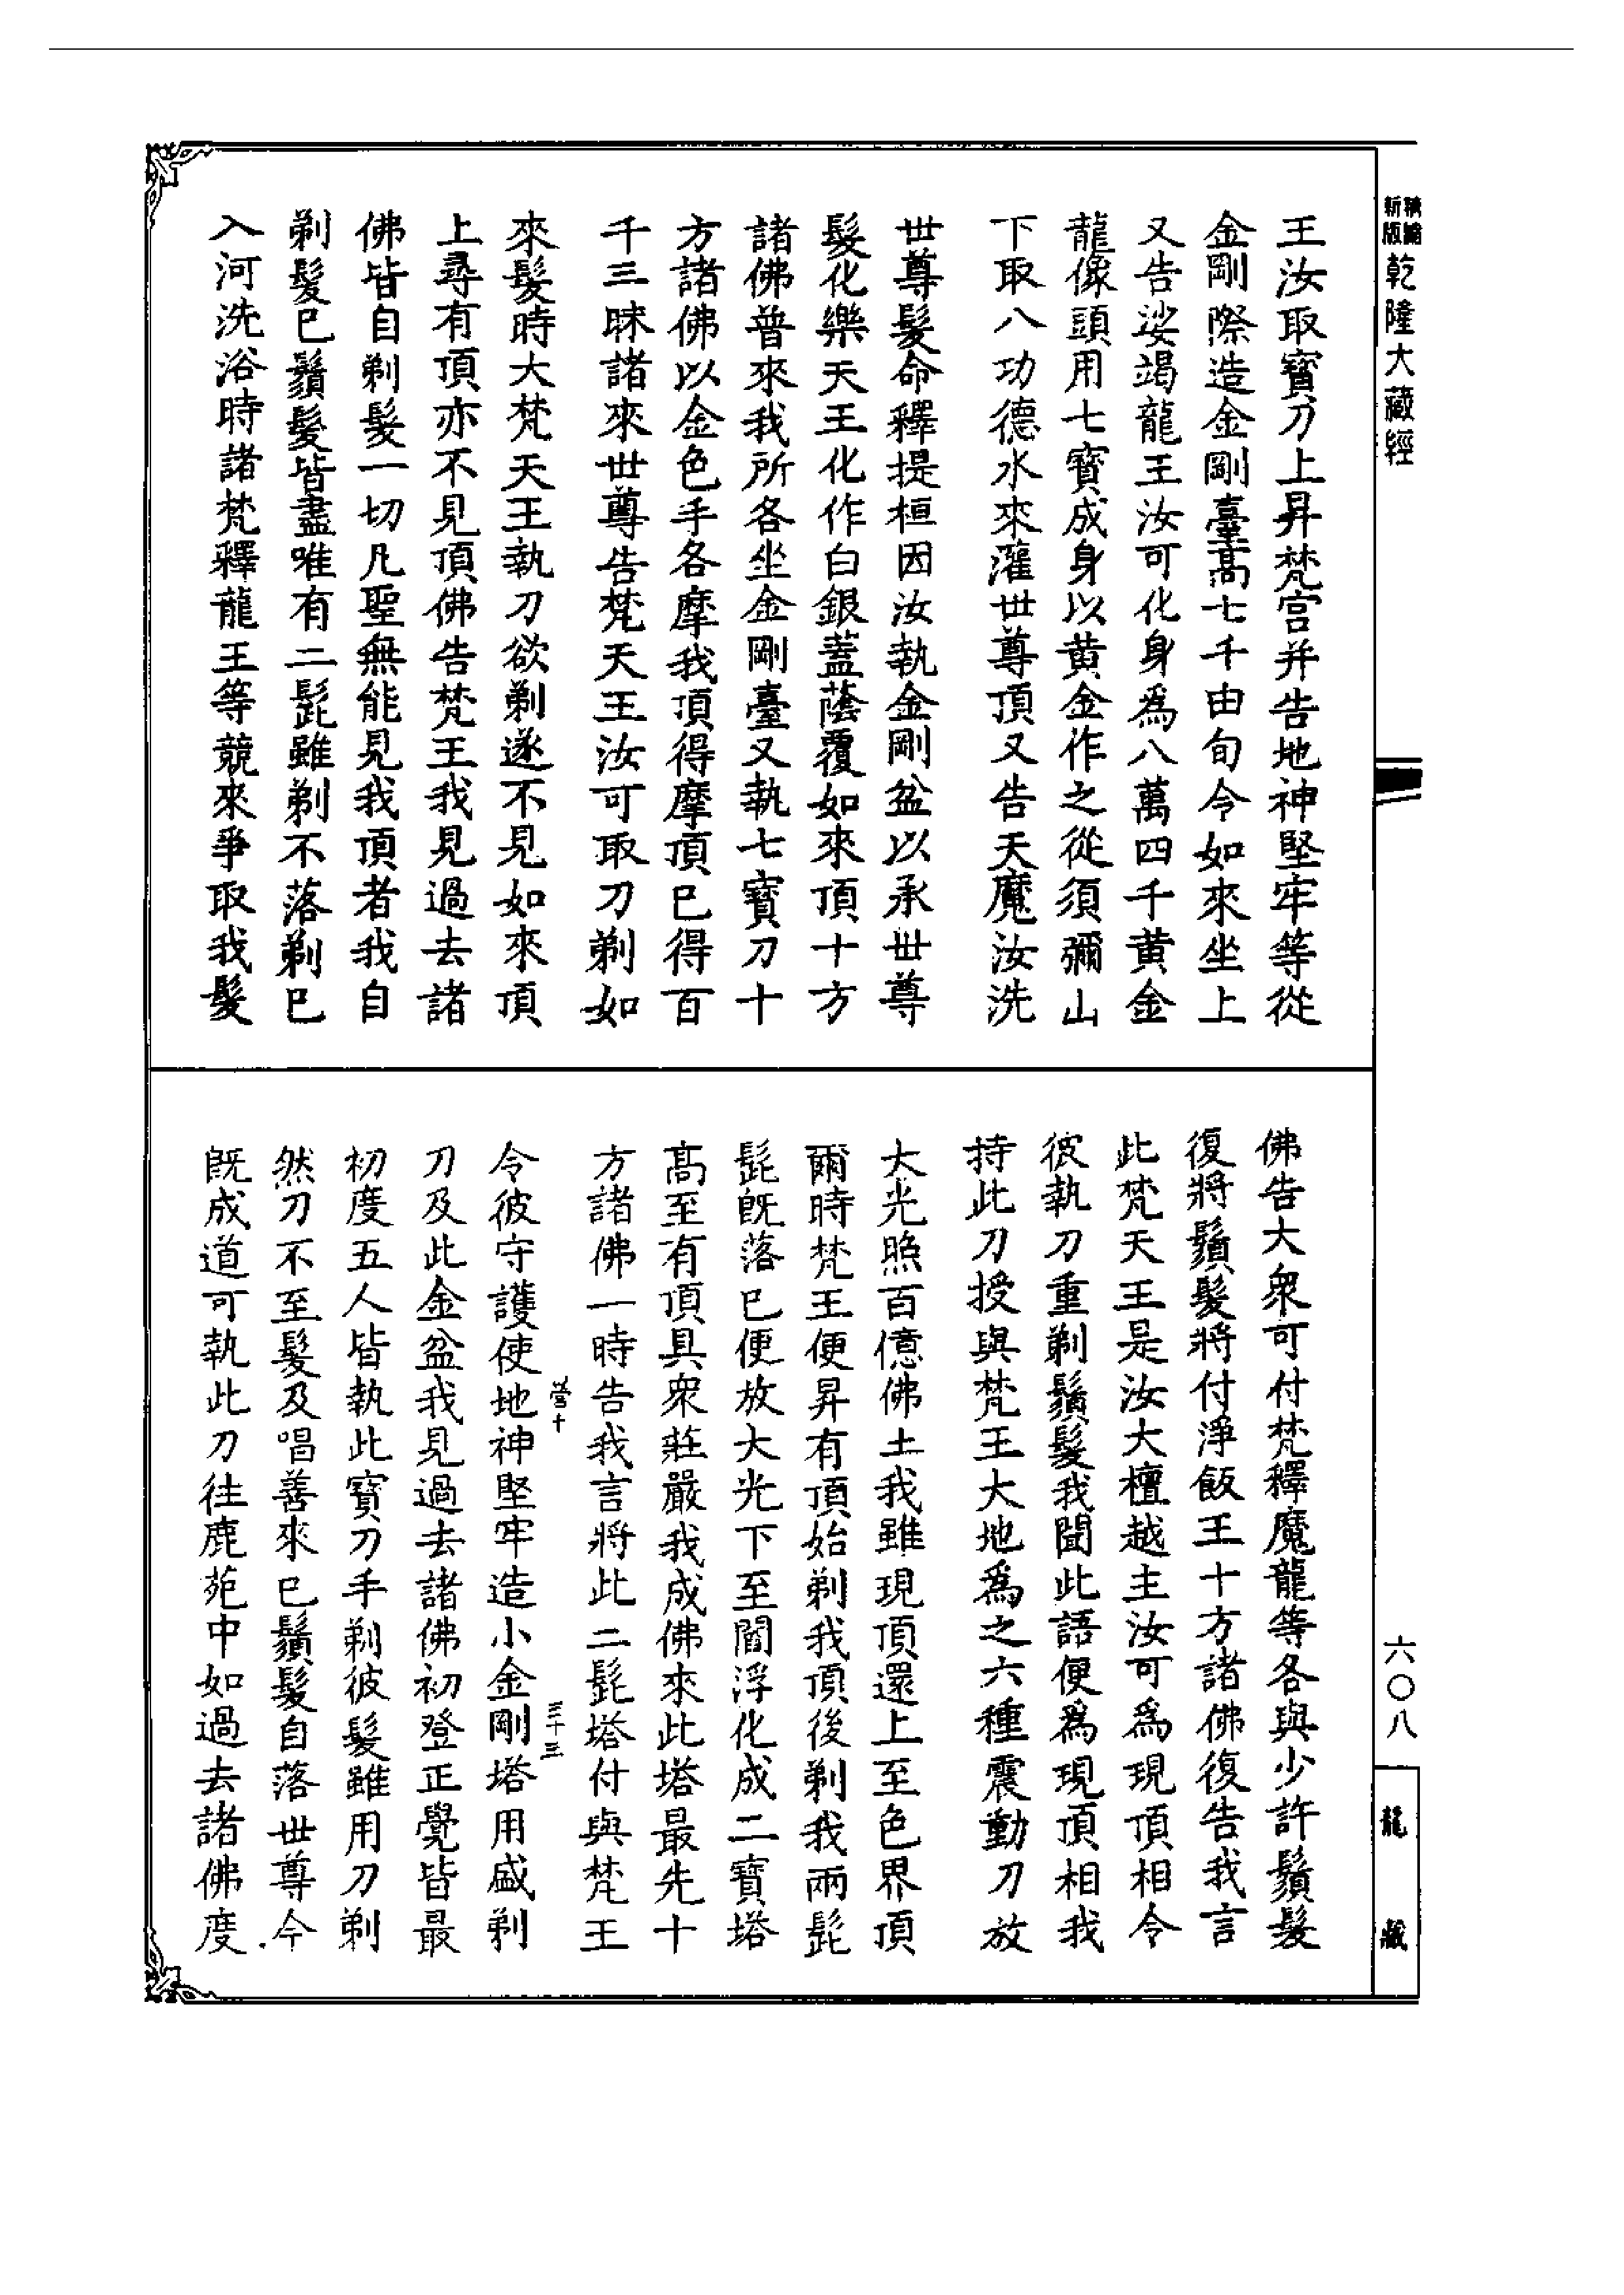 新版
精縮
乾隆大藏經
王汝取寶刀上昇梵宮并告地神堅牢等從
金剛際造金剛臺高七千由旬令如來坐上
又告娑竭龍王汝可化身爲八萬四千黃金
龍像頭用七寶成身以黃金作之從須彌山
下取八功德水來灌世尊頂又告天魔汝洗
世尊髮命釋提桓因汝執金剛盆以承世尊
髮化樂天王化作白銀蓋蔭覆如來頂十方
諸佛普來我所各坐金剛臺又執七寶刀十
方諸佛以金色手各摩我頂得摩頂已得百
千三昧諸來世尊告梵天王汝可取刀剃如
來髮時大梵天王執刀欲剃遂不見如來頂
上尋有頂亦不見頂佛告梵王我見過去諸
佛皆自剃髮一切凡聖無能見我頂者我自
剃髮已鬚髮皆盡唯有二髭雖剃不落剃已
入河洗浴時諸梵釋龍王等競來爭取我髮
佛告大眾可付梵釋魔龍等各與少許鬚髮
復將鬚髮將付淨飯王十方諸佛復告我言
此梵天王是汝大檀越主汝可爲現頂相令
彼執刀重剃鬚髮我聞此語便爲現頂相我
持此刀授與梵王大地爲之六種震動刀放
大光照百億佛土我雖現頂還上至色界頂
爾時梵王便昇有頂始剃我頂後剃我兩髭
髭既落已便放大光下至閻浮化成二寶塔
高至有頂具眾莊嚴我成佛來此塔最先十
方諸佛一時告我言將此二髭塔付與梵王
令彼守護使地神堅牢造小金剛塔用盛剃
刀及此金盆我見過去諸佛初登正覺皆最
初度五人皆執此寶刀手剃彼髮雖用刀剃
然刀不至髮及唱善來已鬚髮自落世尊今
既成道可執此刀往鹿苑中如過去諸佛度
營十
三十三
六〇八
龍藏